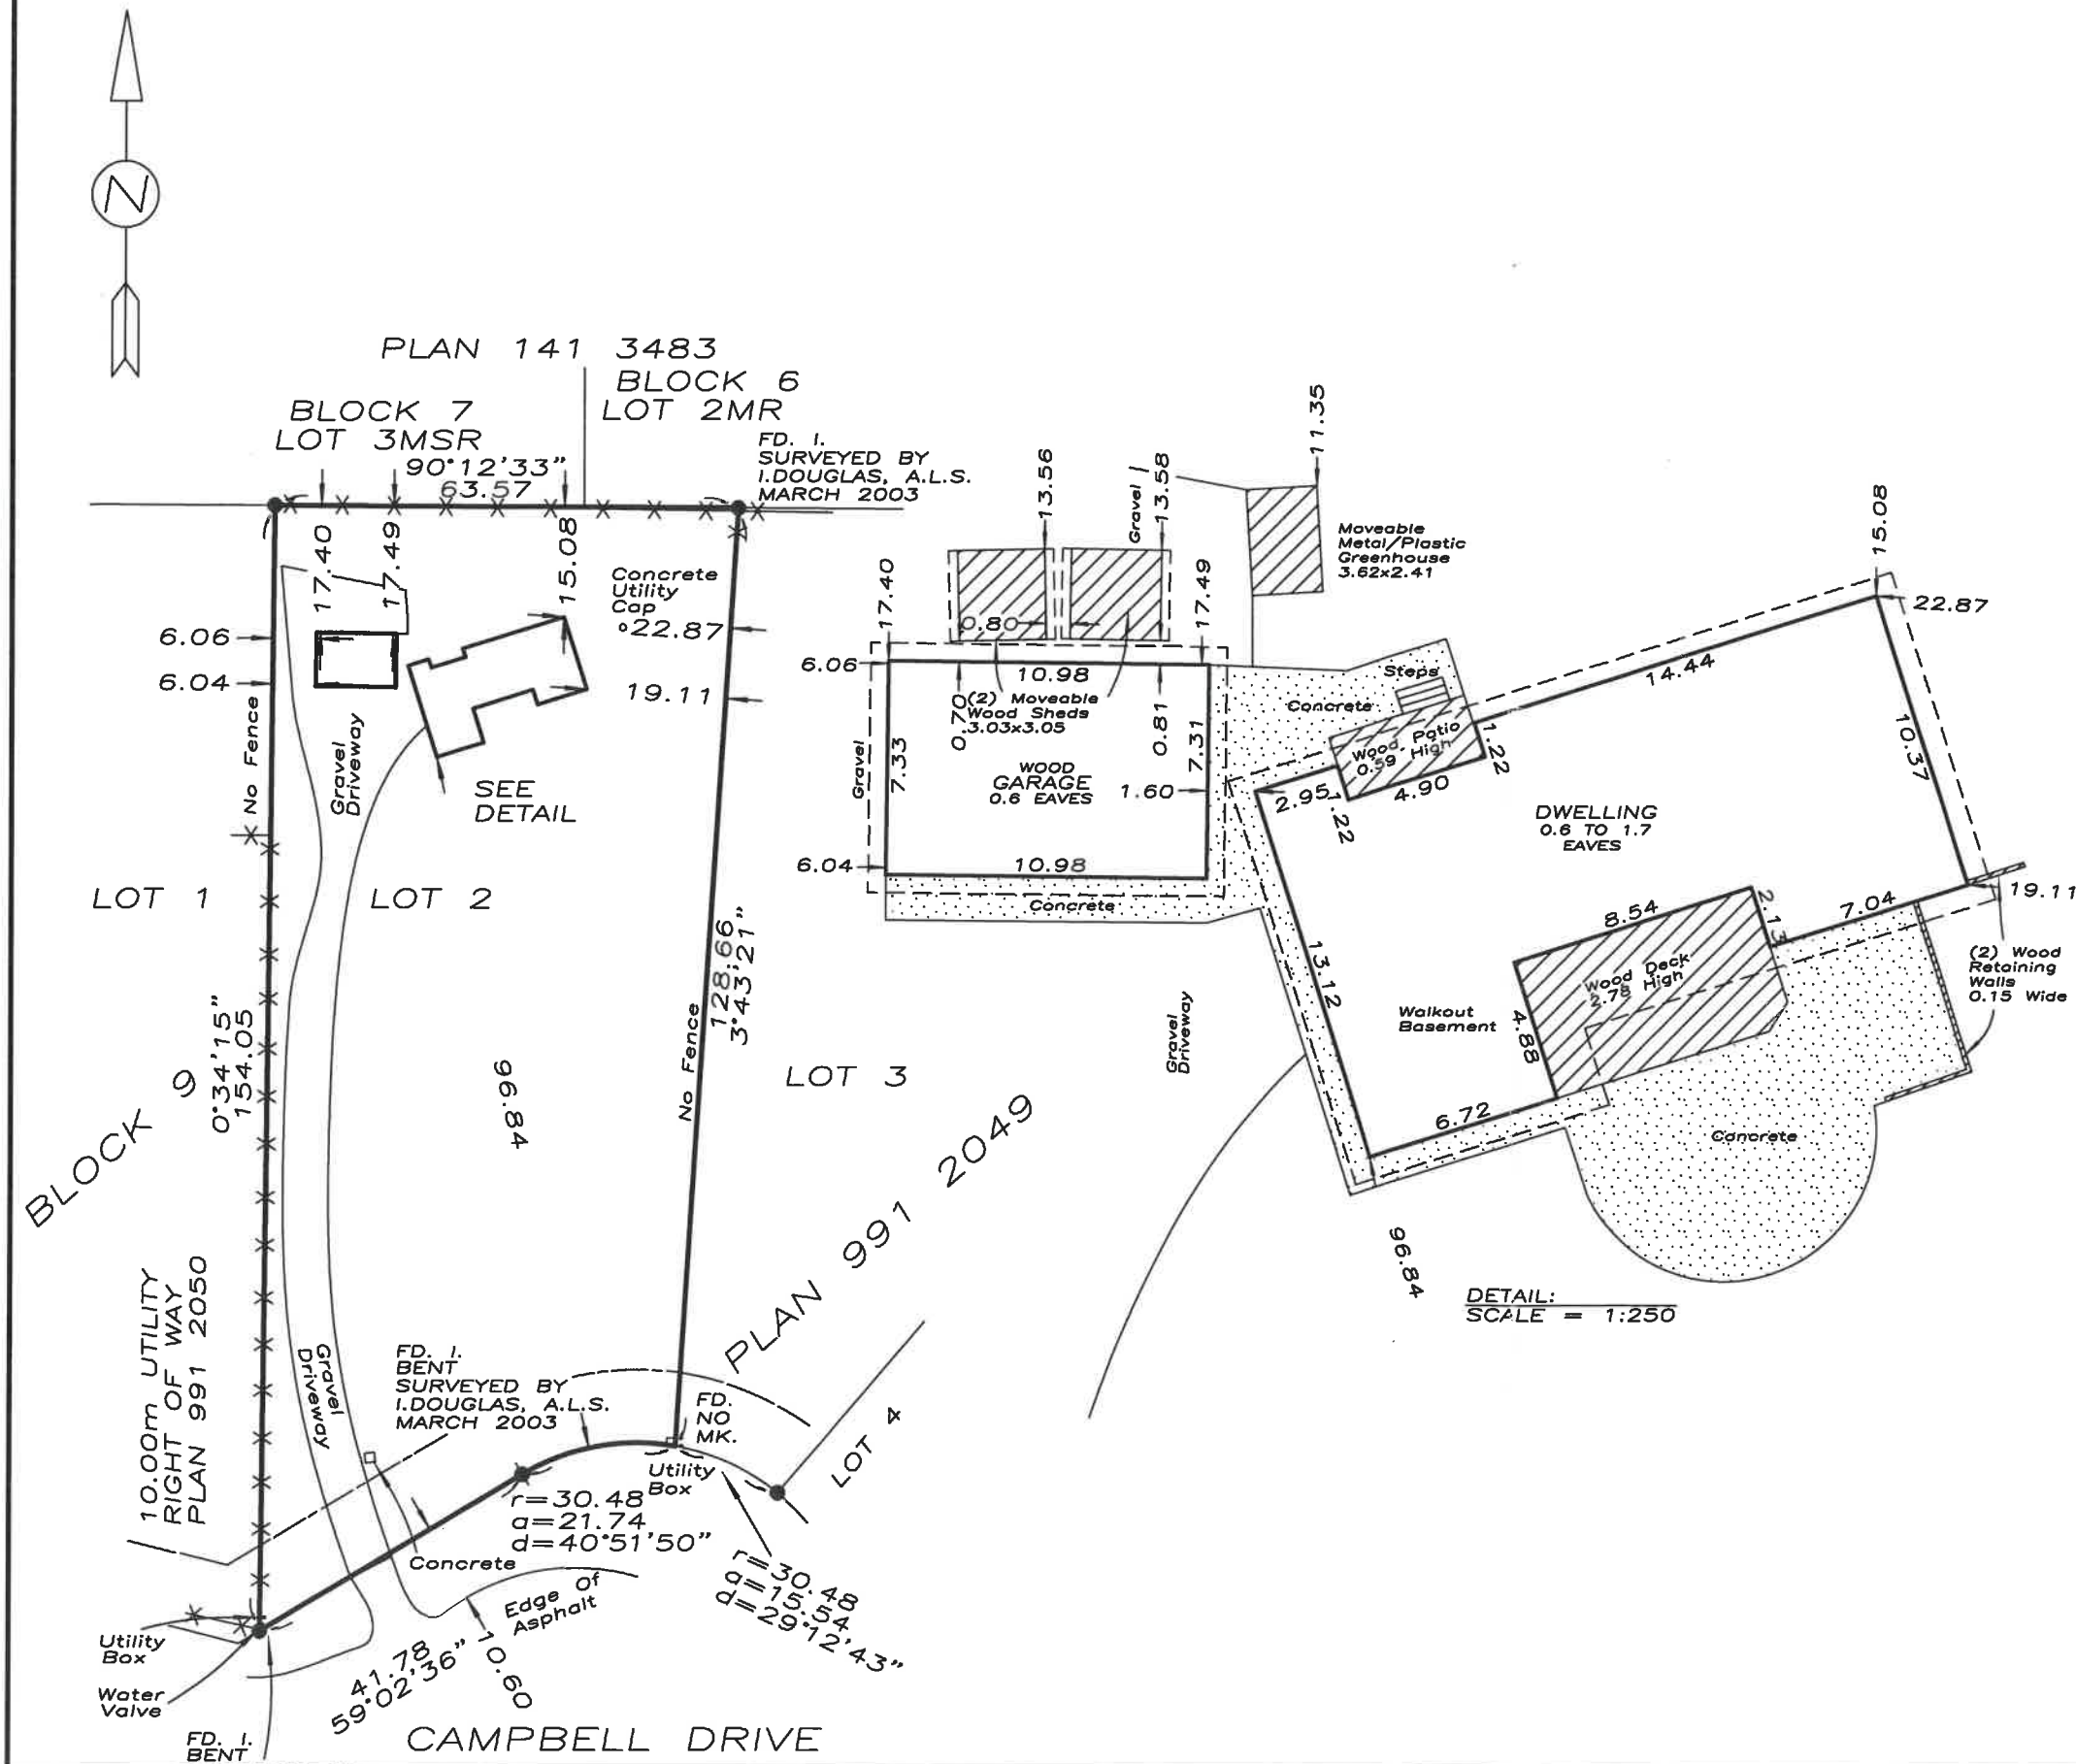 N
PLAN 141 3483
BLOCK 6
LOT 2MR
BLOCK 7
LOT 3MSR
90°12'33"
63.57
FD. I.
SURVEYED BY
I.DOUGLAS, A.L.S.
MARCH 2003
17.40
17.49
15.08
Concrete
Utility
Cap
22.87
6.06
6.04
19.11
No Fence
Gravel
Driveway
SEE
DETAIL
LOT 1
LOT 2
BLOCK 9
0°34'15"
154.05
96.84
No Fence
128.66
3°43'21"
LOT 3
PLAN 991 2049
10.00m UTILITY
RIGHT OF WAY
PLAN 991 2050
Gravel
Driveway
FD. I.
BENT
SURVEYED BY
I.DOUGLAS, A.L.S.
MARCH 2003
FD.
NO
MK.
LOT 4
Utility
Box
r=30.48
a=21.74
d=40°51'50"
Concrete
r=30.48
a=15.54
d=29°12'43"
Edge Of
Asphalt
41.78
59°02'36"
10.60
Utility
Box
Water
Valve
FD. I.
BENT
CAMPBELL DRIVE
13.56
Gravel
13.58
11.35
Moveable
Metal/Plastic
Greenhouse
3.62x2.41
17.40
17.49
0.80
6.06
10.98
0.70
(2) Moveable
Wood Sheds
3.03x3.05
0.81
7.31
7.33
Gravel
WOOD
GARAGE
0.6 EAVES
1.60
6.04
10.98
Concrete
Steps
Concrete
Wood Patio
0.59 High
1.22
4.90
2.95
1.22
14.44
15.08
22.87
10.37
DWELLING
0.6 TO 1.7
EAVES
19.11
7.04
2.13
8.54
Wood Deck
2.78 High
4.88
13.12
Walkout
Basement
6.72
(2) Wood
Retaining
Walls
0.15 Wide
Concrete
Gravel
Driveway
96.84
DETAIL:
SCALE = 1:250